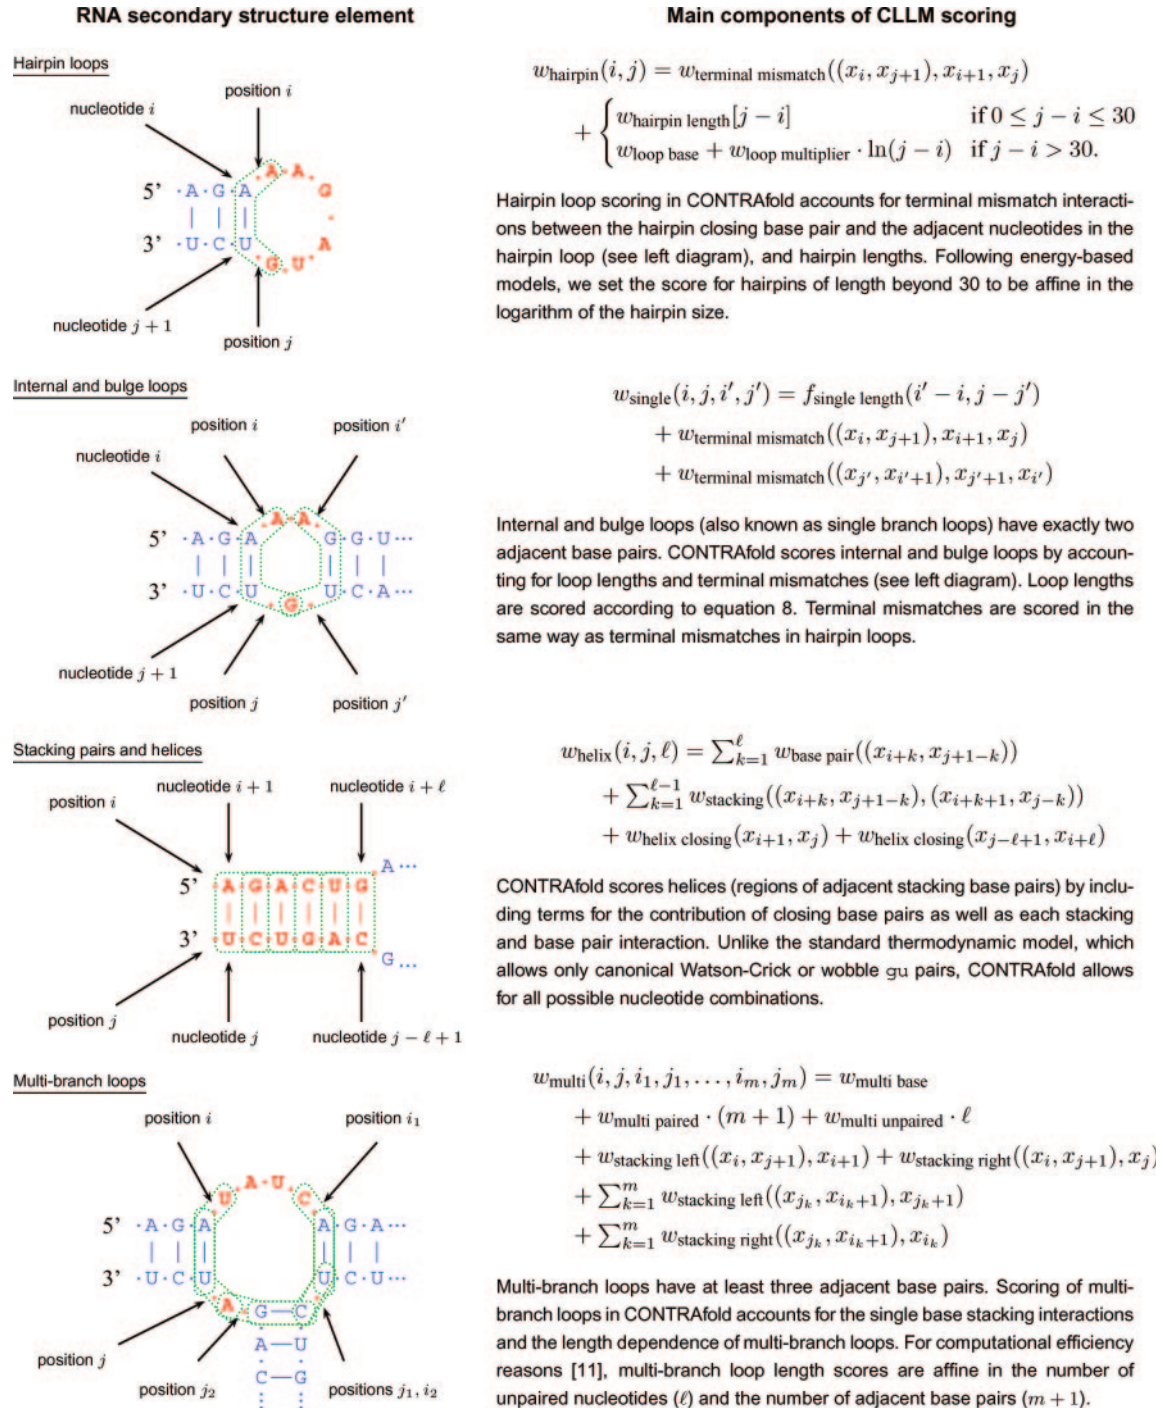 RNA secondary structure element
Main components of CLLM scoring
Hairpin loops
position i
nucleotide i
5' ·A·G·A·A·A·G·A·U·G·U·C·U· 3'
nucleotide j + 1
position j
w_hairpin(i, j) = w_terminal mismatch((x_i, x_{j+1}), x_{i+1}, x_j)
+ { w_hairpin length[j − i] if 0 ≤ j − i ≤ 30
w_loop base + w_loop multiplier · ln(j − i) if j − i > 30.
Hairpin loop scoring in CONTRAfold accounts for terminal mismatch interacti-
ons between the hairpin closing base pair and the adjacent nucleotides in the
hairpin loop (see left diagram), and hairpin lengths. Following energy-based
models, we set the score for hairpins of length beyond 30 to be affine in the
logarithm of the hairpin size.
Internal and bulge loops
position i
position i′
nucleotide i
5' ·A·G·A·A·A·G·G·U···
3' ·U·C·U·G·U·C·A···
nucleotide j + 1
position j
position j′
w_single(i, j, i′, j′) = f_single length(i′ − i, j − j′)
+ w_terminal mismatch((x_i, x_{j+1}), x_{i+1}, x_j)
+ w_terminal mismatch((x_{j′}, x_{i′+1}), x_{j′+1}, x_{i′})
Internal and bulge loops (also known as single branch loops) have exactly two
adjacent base pairs. CONTRAfold scores internal and bulge loops by accoun-
ting for loop lengths and terminal mismatches (see left diagram). Loop lengths
are scored according to equation 8. Terminal mismatches are scored in the
same way as terminal mismatches in hairpin loops.
Stacking pairs and helices
nucleotide i + 1
nucleotide i + ℓ
position i
5' ·A·G·A·C·U·G·A···
3' ·U·C·U·G·A·C·G...
position j
nucleotide j
nucleotide j − ℓ + 1
w_helix(i, j, ℓ) = ∑_{k=1}^{ℓ} w_base pair((x_{i+k}, x_{j+1−k}))
+ ∑_{k=1}^{ℓ−1} w_stacking((x_{i+k}, x_{j+1−k}), (x_{i+k+1}, x_{j−k}))
+ w_helix closing(x_{i+1}, x_j) + w_helix closing(x_{j−ℓ+1}, x_{i+ℓ})
CONTRAfold scores helices (regions of adjacent stacking base pairs) by inclu-
ding terms for the contribution of closing base pairs as well as each stacking
and base pair interaction. Unlike the standard thermodynamic model, which
allows only canonical Watson-Crick or wobble gu pairs, CONTRAfold allows
for all possible nucleotide combinations.
Multi-branch loops
position i
position i_1
U·A·U·C
5' ·A·G·A A·G·A···
3' ·U·C·U U·C·U···
A·G C
A—U
C—G
position j
position j_2
positions j_1, i_2
w_multi(i, j, i_1, j_1, . . . , i_m, j_m) = w_multi base
+ w_multi paired · (m + 1) + w_multi unpaired · ℓ
+ w_stacking left((x_i, x_{j+1}), x_{i+1}) + w_stacking right((x_i, x_{j+1}), x_j)
+ ∑_{k=1}^{m} w_stacking left((x_{j_k}, x_{i_k+1}), x_{j_k+1})
+ ∑_{k=1}^{m} w_stacking right((x_{j_k}, x_{i_k+1}), x_{i_k})
Multi-branch loops have at least three adjacent base pairs. Scoring of multi-
branch loops in CONTRAfold accounts for the single base stacking interactions
and the length dependence of multi-branch loops. For computational efficiency
reasons [11], multi-branch loop length scores are affine in the number of
unpaired nucleotides (ℓ) and the number of adjacent base pairs (m + 1).